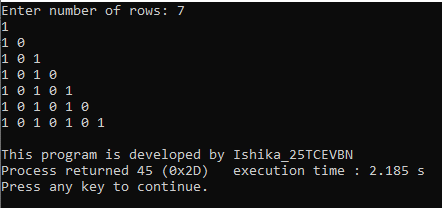 Enter number of rows: 7
1
1 0
1 0 1
1 0 1 0
1 0 1 0 1
1 0 1 0 1 0
1 0 1 0 1 0 1
This program is developed by Ishika_25TCEVBN
Process returned 45 (0x2D)   execution time : 2.185 s
Press any key to continue.